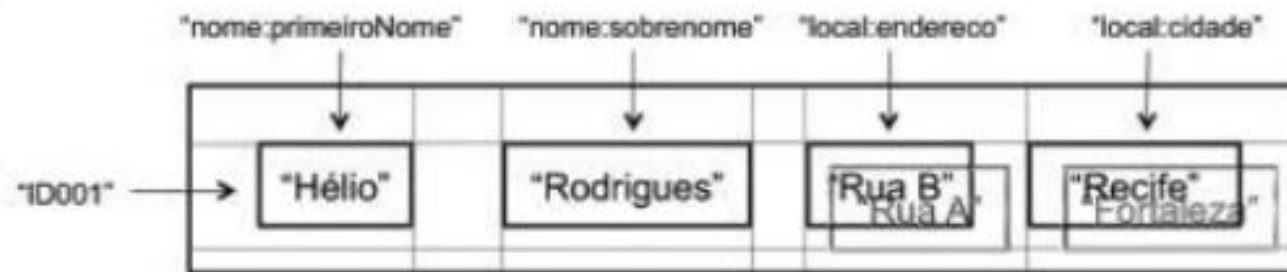 "nome:primeiroNome" "nome:sobrenome" "local:endereco" "local:cidade"
"ID001" "Hélio" "Rodrigues" "Rua B" "Recife"
"Rua A" "Fortaleza"